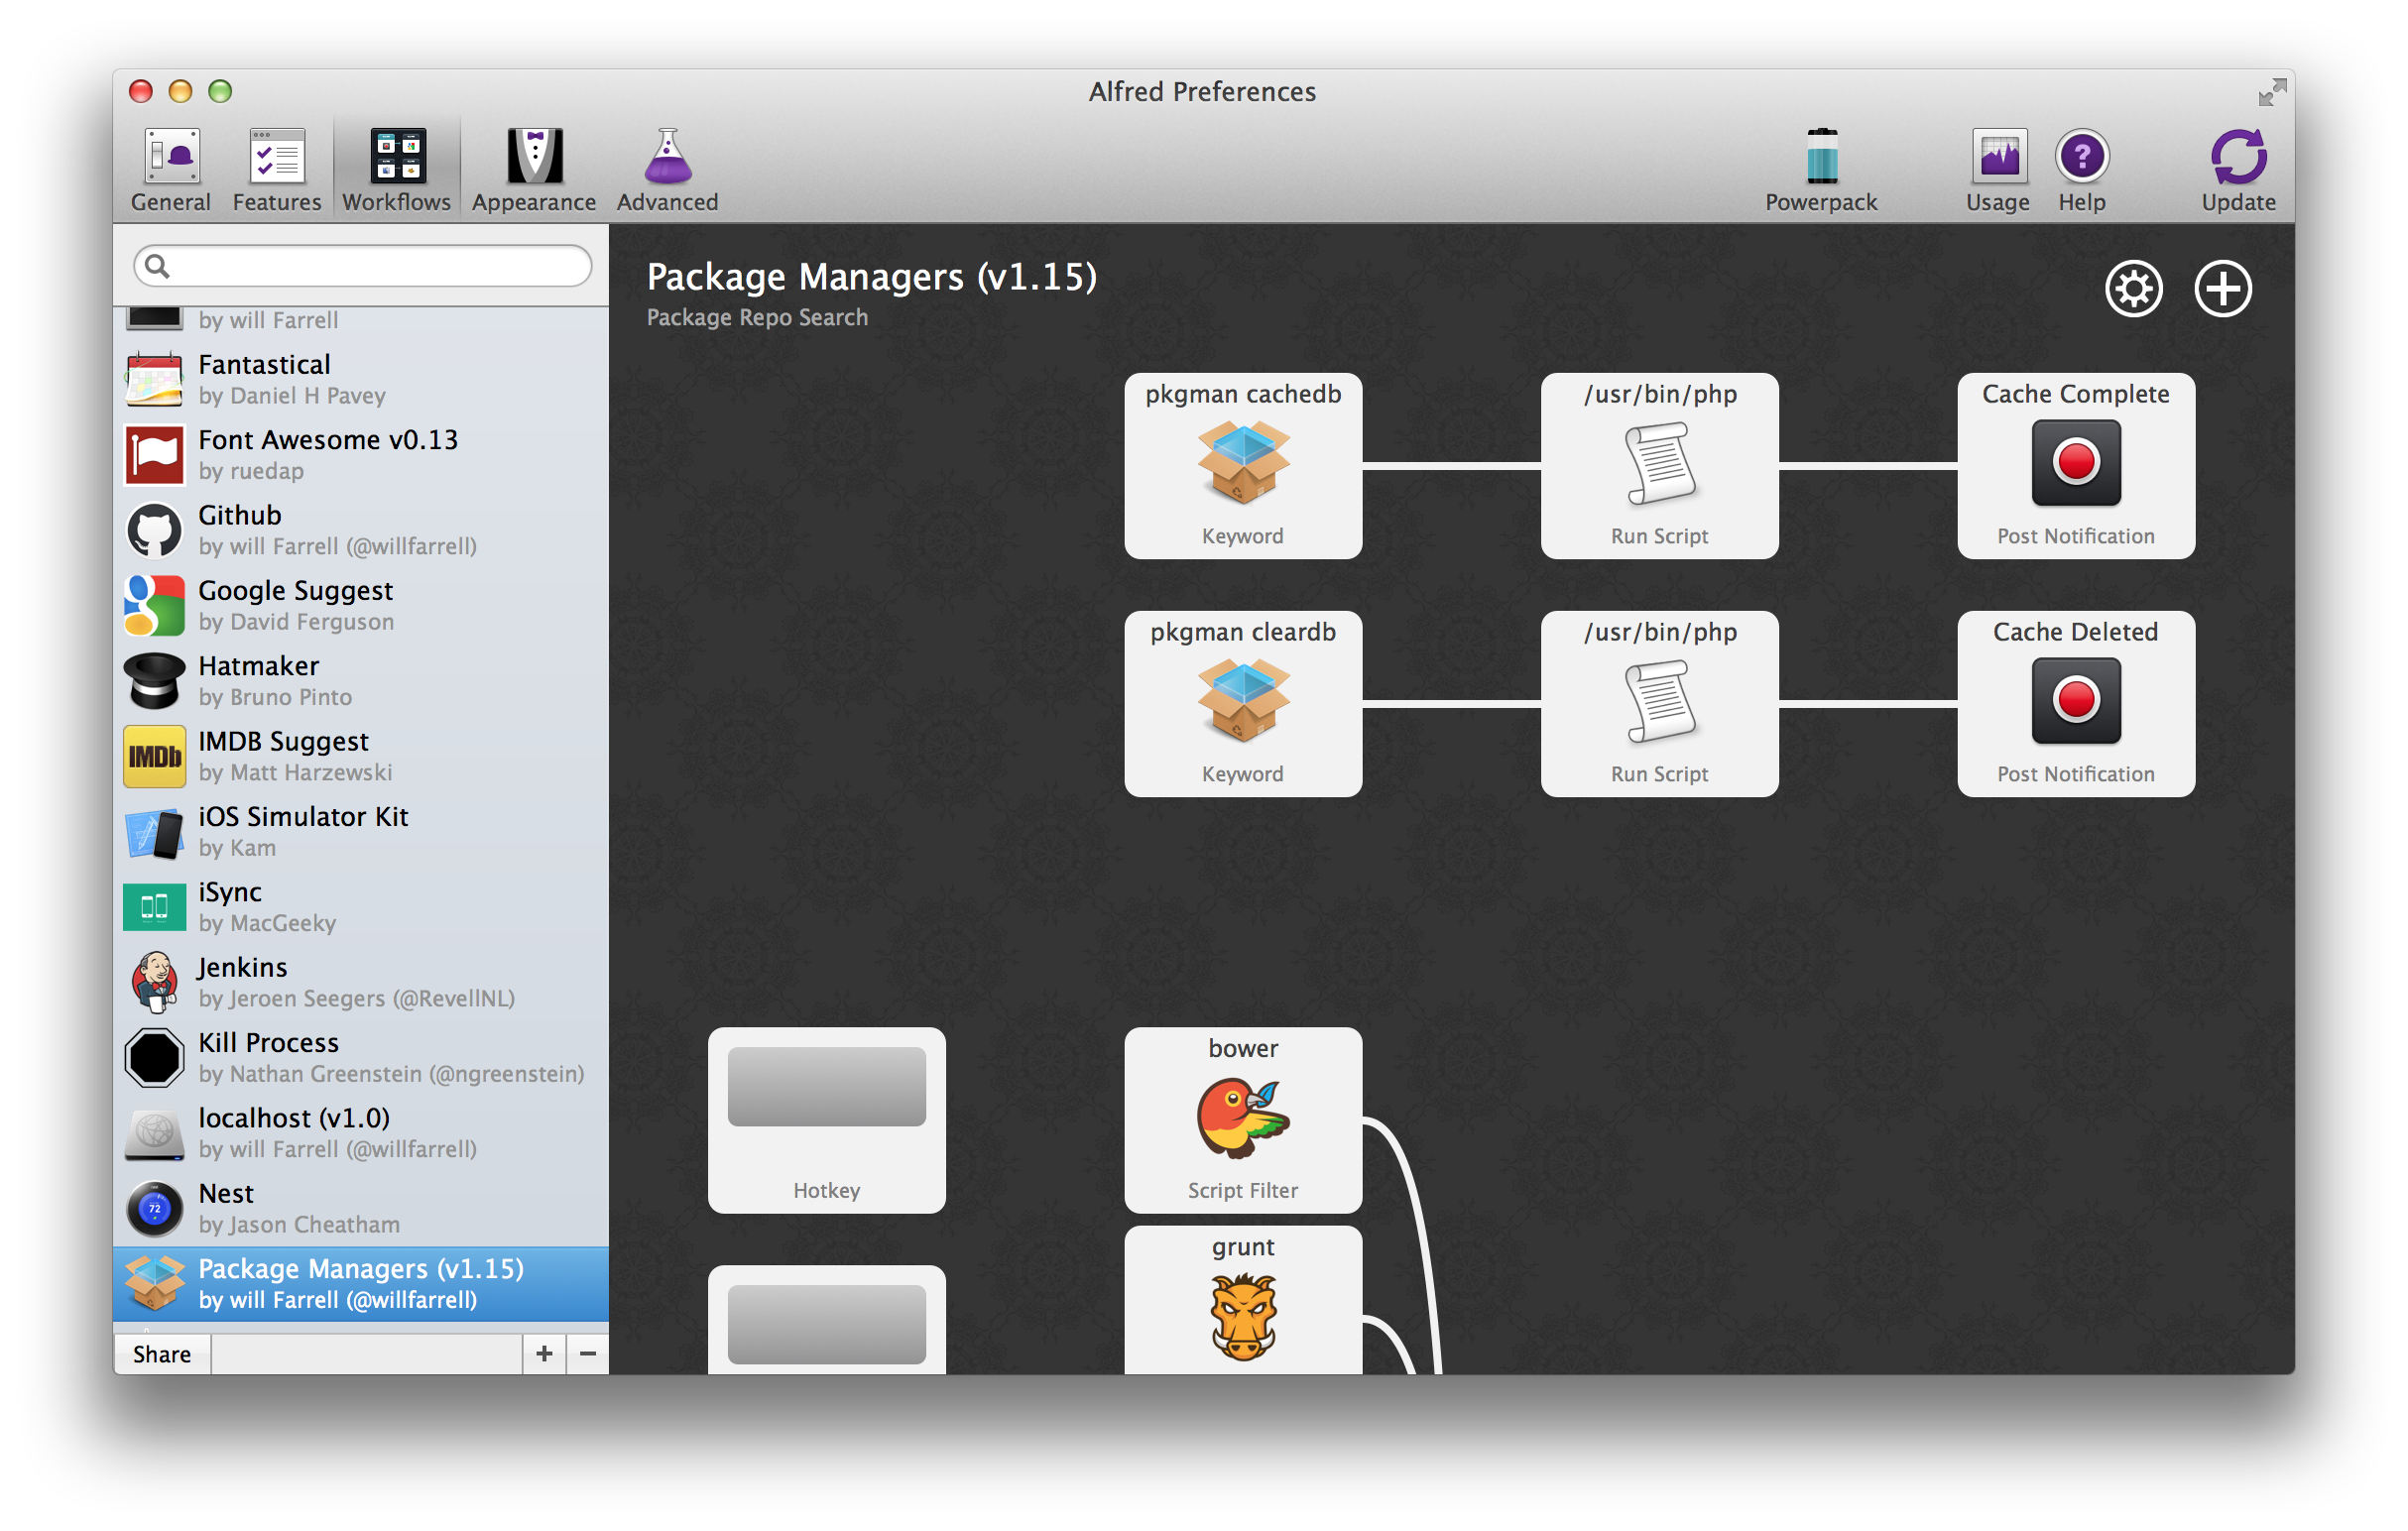 Alfred Preferences
General
Features
Workflows
Appearance
Advanced
Powerpack
Usage
Help
Update
by will Farrell
Fantastical
by Daniel H Pavey
Font Awesome v0.13
by ruedap
Github
by will Farrell (@willfarrell)
Google Suggest
by David Ferguson
Hatmaker
by Bruno Pinto
IMDb
IMDB Suggest
by Matt Harzewski
iOS Simulator Kit
by Kam
iSync
by MacGeeky
Jenkins
by Jeroen Seegers (@RevellNL)
Kill Process
by Nathan Greenstein (@ngreenstein)
localhost (v1.0)
by will Farrell (@willfarrell)
72
Nest
by Jason Cheatham
Package Managers (v1.15)
by will Farrell (@willfarrell)
Share
+
−
Package Managers (v1.15)
Package Repo Search
pkgman cachedb
Keyword
/usr/bin/php
Run Script
Cache Complete
Post Notification
pkgman cleardb
Keyword
/usr/bin/php
Run Script
Cache Deleted
Post Notification
Hotkey
bower
Script Filter
grunt